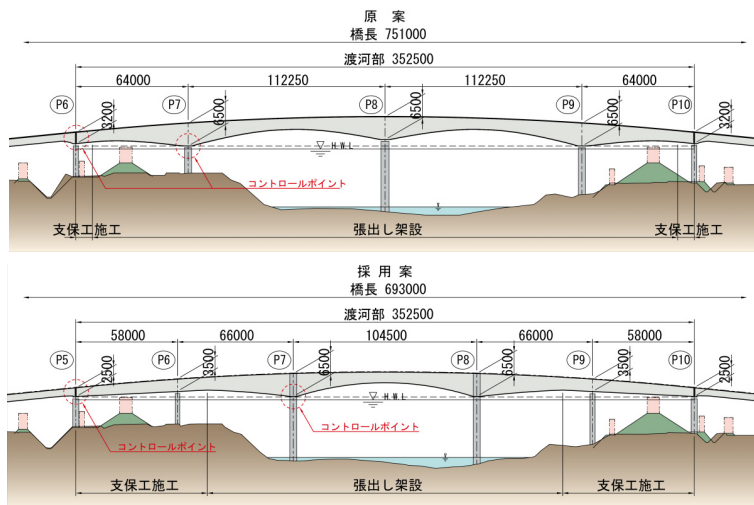 原 案
橋長 751000
渡河部 352500
64000 112250 112250 64000
P6 P7 P8 P9 P10
3200 6500 6500 6500 3200
H.W.L
コントロールポイント
支保工施工 張出し架設 支保工施工
採 用 案
橋長 693000
渡河部 352500
58000 66000 104500 66000 58000
P5 P6 P7 P8 P9 P10
2500 3500 6500 6500 3500 2500
H.W.L
コントロールポイント コントロールポイント
支保工施工 張出し架設 支保工施工